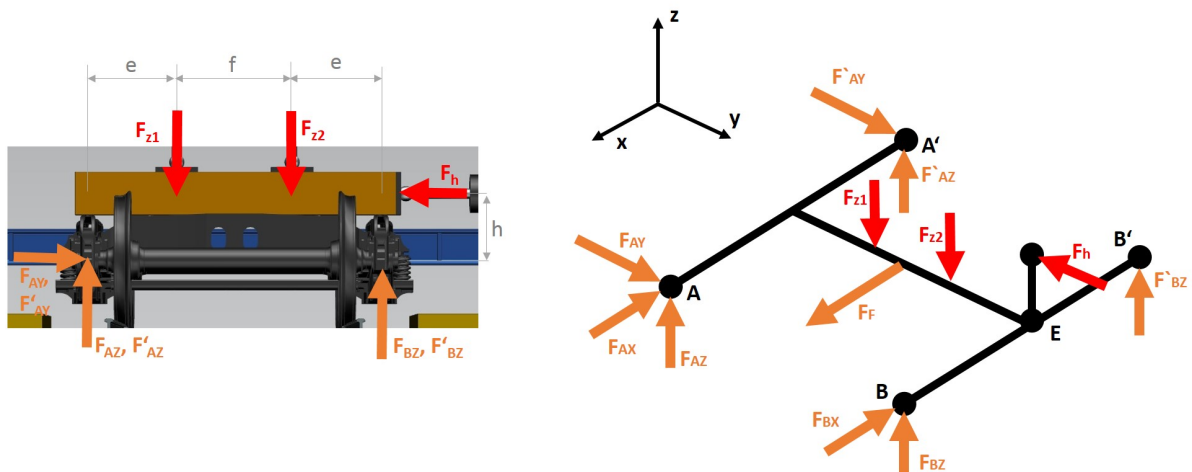 e
f
e
Fz1
Fz2
Fh
h
FAY,
F‘AY
FAZ, F‘AZ
FBZ, F‘BZ
z
x
y
F`AY
A‘
F`AZ
Fz1
Fz2
Fh
B‘
F`BZ
FAY
A
FF
E
FAX
FAZ
B
FBX
FBZ